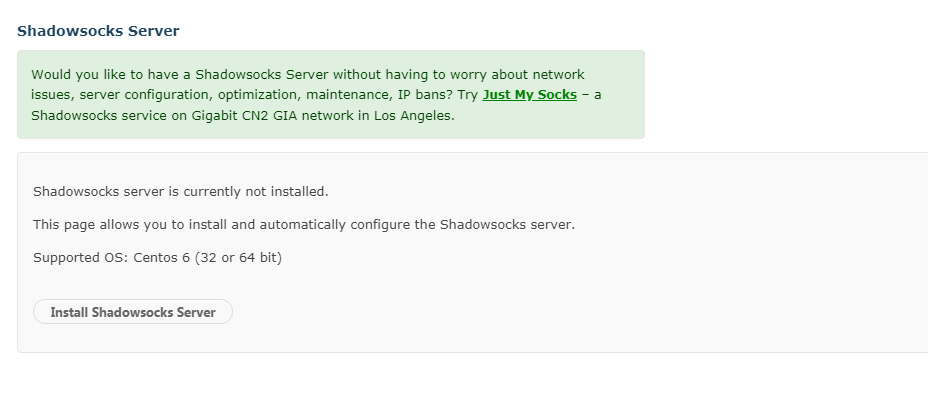 Shadowsocks Server
Would you like to have a Shadowsocks Server without having to worry about network
issues, server configuration, optimization, maintenance, IP bans? Try Just My Socks – a
Shadowsocks service on Gigabit CN2 GIA network in Los Angeles.
Shadowsocks server is currently not installed.
This page allows you to install and automatically configure the Shadowsocks server.
Supported OS: Centos 6 (32 or 64 bit)
Install Shadowsocks Server